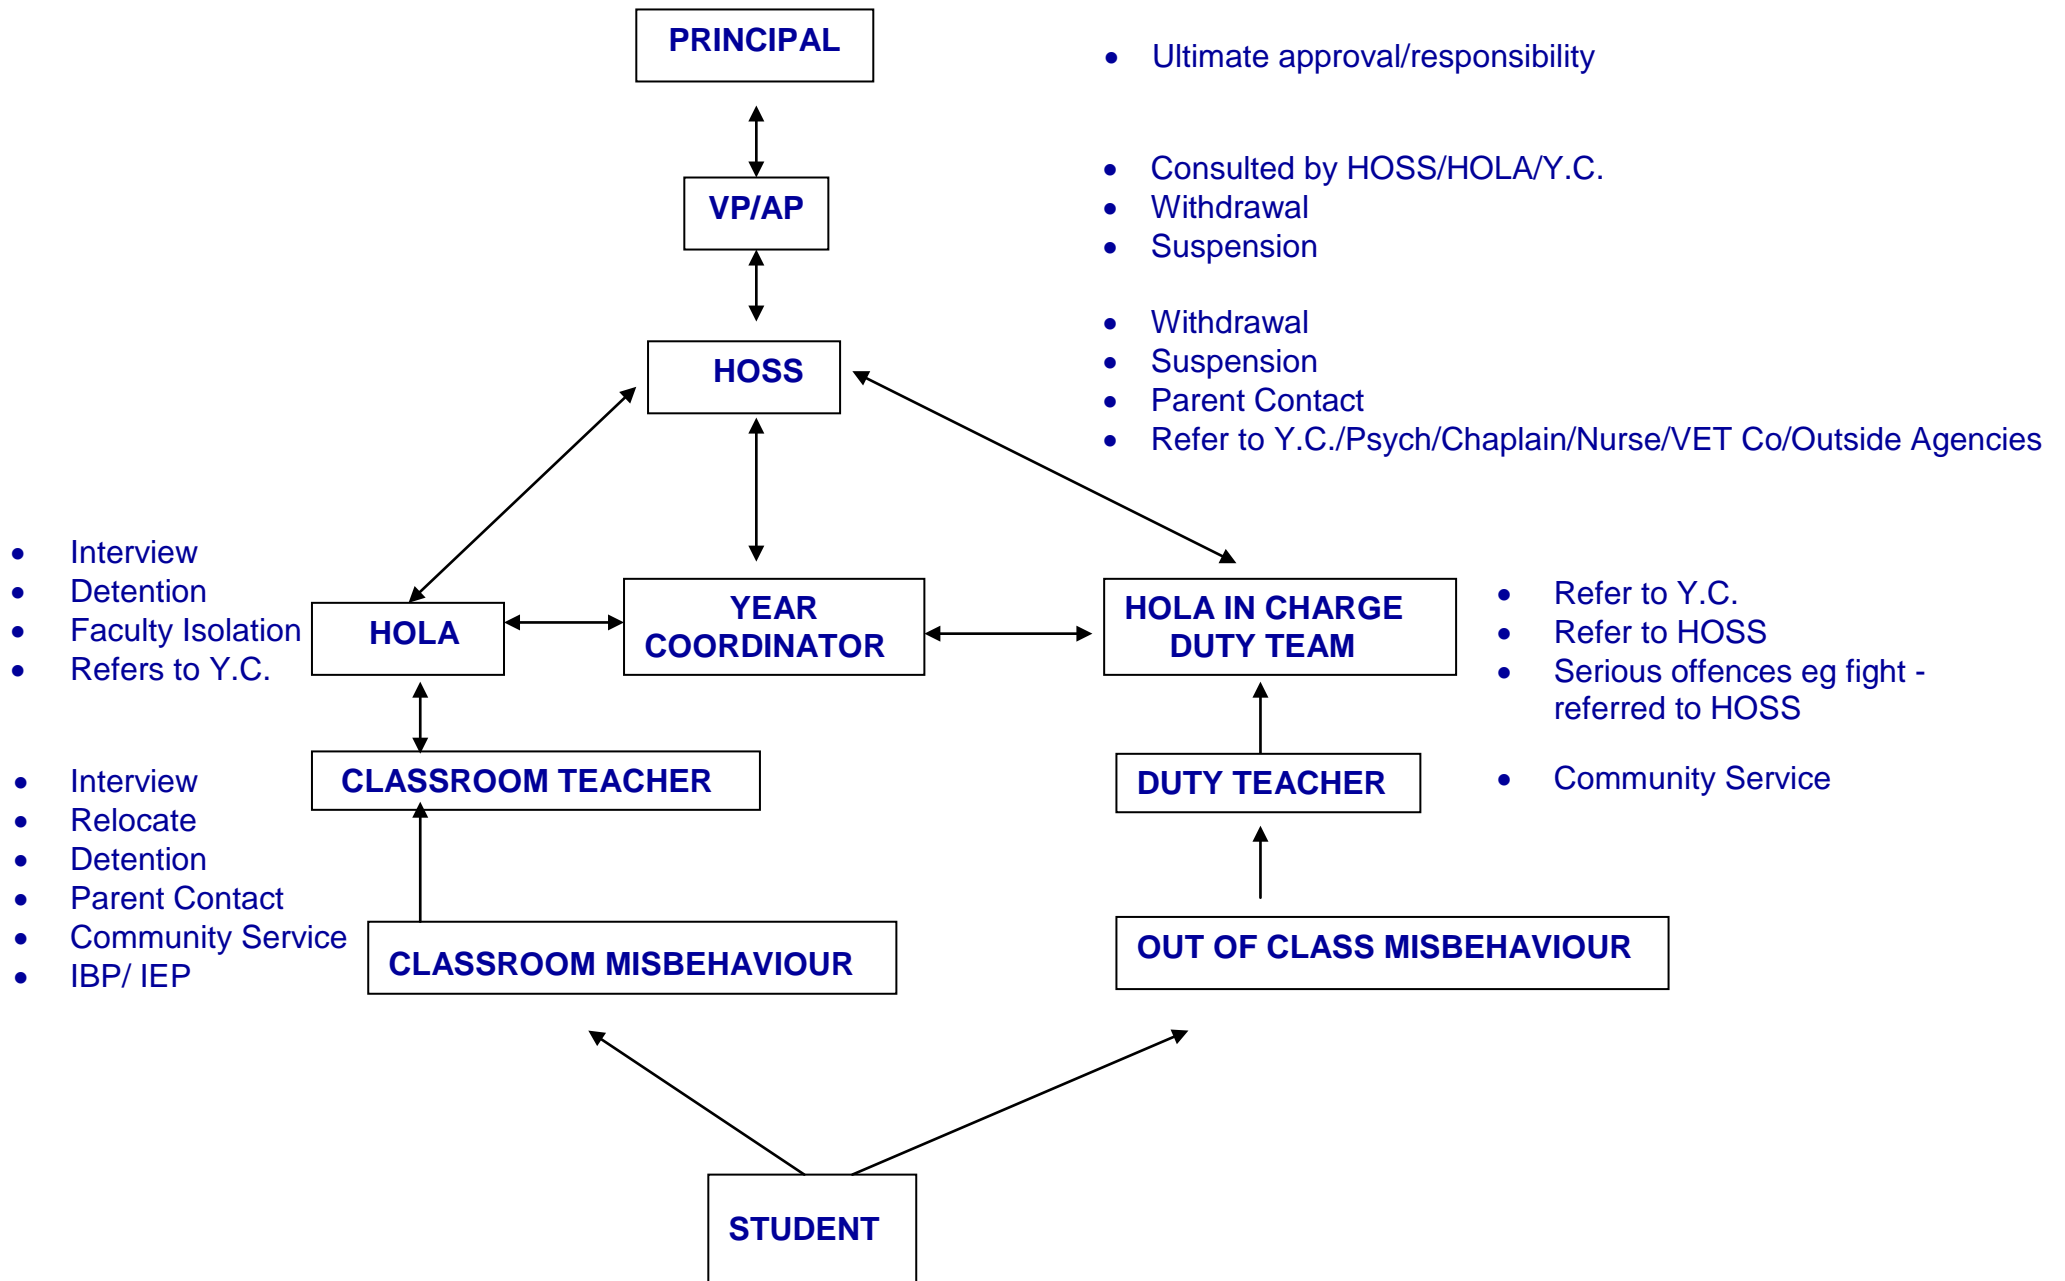 PRINCIPAL
• Ultimate approval/responsibility
• Consulted by HOSS/HOLA/Y.C.
• Withdrawal
• Suspension
VP/AP
• Withdrawal
• Suspension
• Parent Contact
• Refer to Y.C./Psych/Chaplain/Nurse/VET Co/Outside Agencies
HOSS
• Interview
• Detention
• Faculty Isolation
• Refers to Y.C.
HOLA
YEAR
COORDINATOR
HOLA IN CHARGE
DUTY TEAM
• Refer to Y.C.
• Refer to HOSS
• Serious offences eg fight -
referred to HOSS
• Interview
• Relocate
• Detention
• Parent Contact
• Community Service
• IBP/ IEP
CLASSROOM TEACHER
DUTY TEACHER
• Community Service
CLASSROOM MISBEHAVIOUR
OUT OF CLASS MISBEHAVIOUR
STUDENT